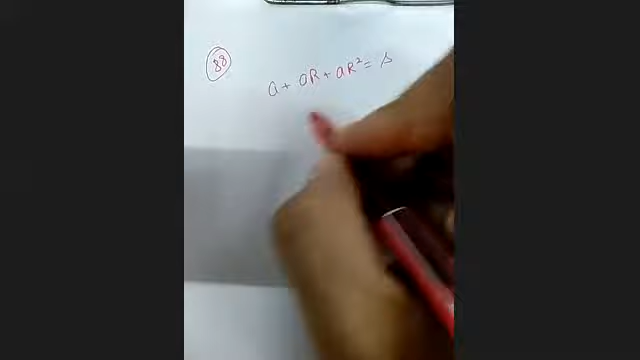 88
a + aR + aR² = s